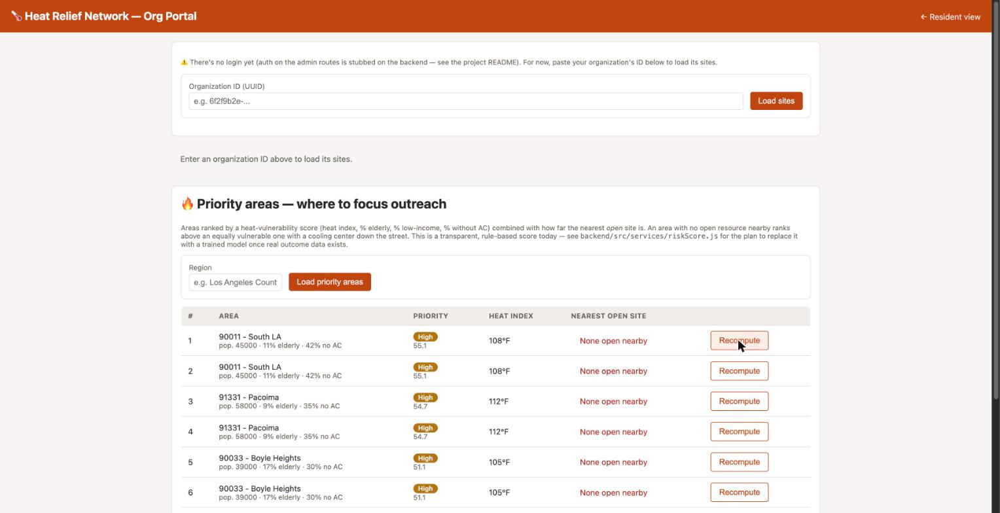 Heat Relief Network — Org Portal
← Resident view
⚠️ There's no login yet (auth on the admin routes is stubbed on the backend — see the project README). For now, paste your organization's ID below to load its sites.
Organization ID (UUID)
e.g. 6f2f9b2e-...
Load sites
Enter an organization ID above to load its sites.
🔥 Priority areas — where to focus outreach
Areas ranked by a heat-vulnerability score (heat index, % elderly, % low-income, % without AC) combined with how far the nearest open site is. An area with no open resource nearby ranks
above an equally vulnerable one with a cooling center down the street. This is a transparent, rule-based score today — see backend/src/services/riskScore.js for the plan to replace it
with a trained model once real outcome data exists.
Region
e.g. Los Angeles Count
Load priority areas
# AREA PRIORITY HEAT INDEX NEAREST OPEN SITE
1 90011 - South LA High 108°F None open nearby Recompute
pop. 45000 · 11% elderly · 42% no AC 55.1
2 90011 - South LA High 108°F None open nearby Recompute
pop. 45000 · 11% elderly · 42% no AC 55.1
3 91331 - Pacoima High 112°F None open nearby Recompute
pop. 58000 · 9% elderly · 35% no AC 54.7
4 91331 - Pacoima High 112°F None open nearby Recompute
pop. 58000 · 9% elderly · 35% no AC 54.7
5 90033 - Boyle Heights High 105°F None open nearby Recompute
pop. 39000 · 17% elderly · 30% no AC 51.1
6 90033 - Boyle Heights High 105°F None open nearby Recompute
pop. 39000 · 17% elderly · 30% no AC 51.1